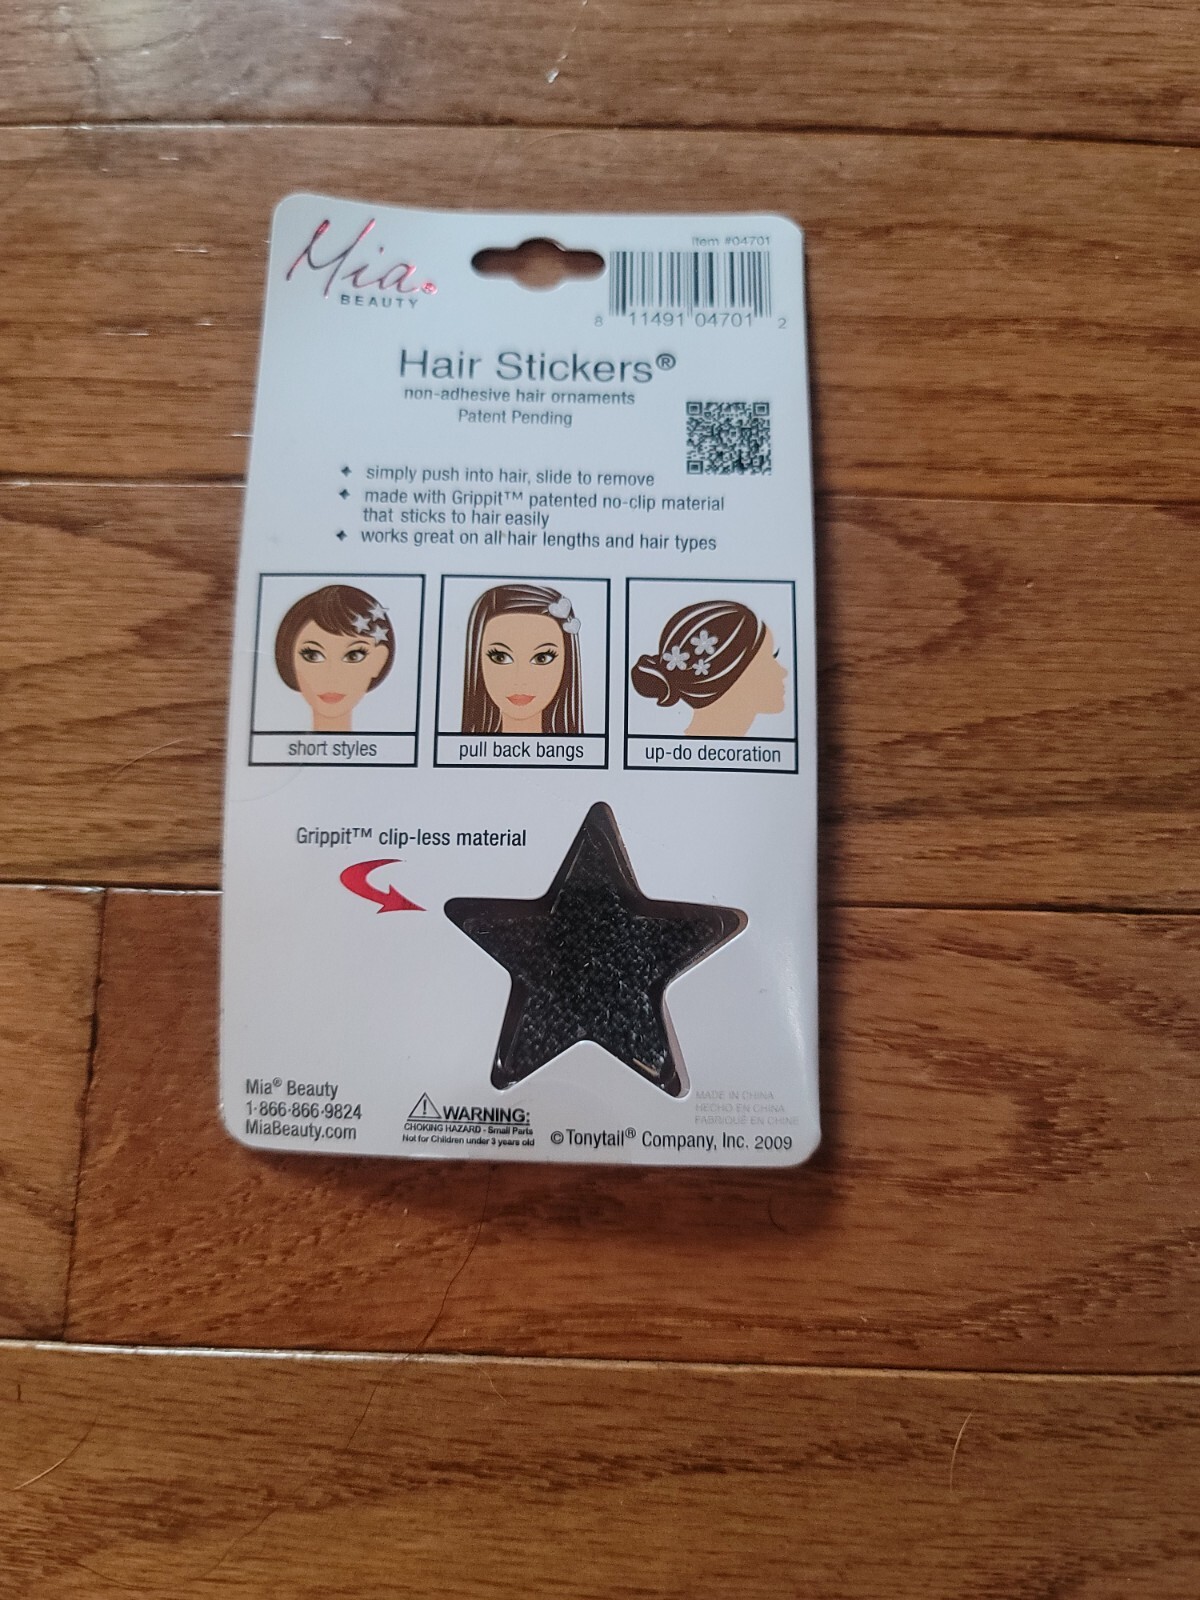 Mia®
BEAUTY
Item #04701
8 11491 04701 2
Hair Stickers®
non-adhesive hair ornaments
Patent Pending
simply push into hair, slide to remove
made with Grippit™ patented no-clip material
that sticks to hair easily
works great on all hair lengths and hair types
short styles
pull back bangs
up-do decoration
Grippit™ clip-less material
Mia® Beauty
1·866·866·9824
MiaBeauty.com
WARNING:
CHOKING HAZARD - Small Parts
Not for Children under 3 years old
MADE IN CHINA
HECHO EN CHINA
FABRIQUÉ EN CHINE
©Tonytail® Company, Inc. 2009